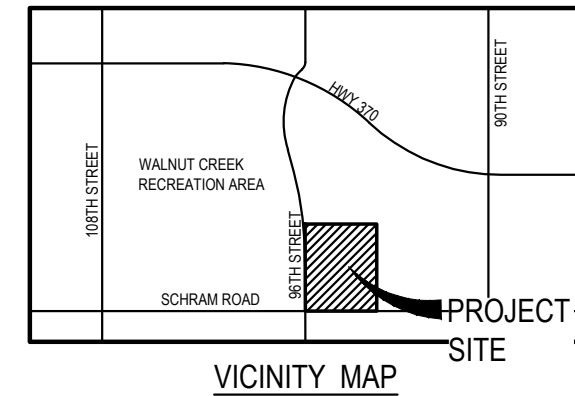 HWY 370
90TH STREET
108TH STREET
WALNUT CREEK
RECREATION AREA
96TH STREET
SCHRAM ROAD
PROJECT
SITE
VICINITY MAP